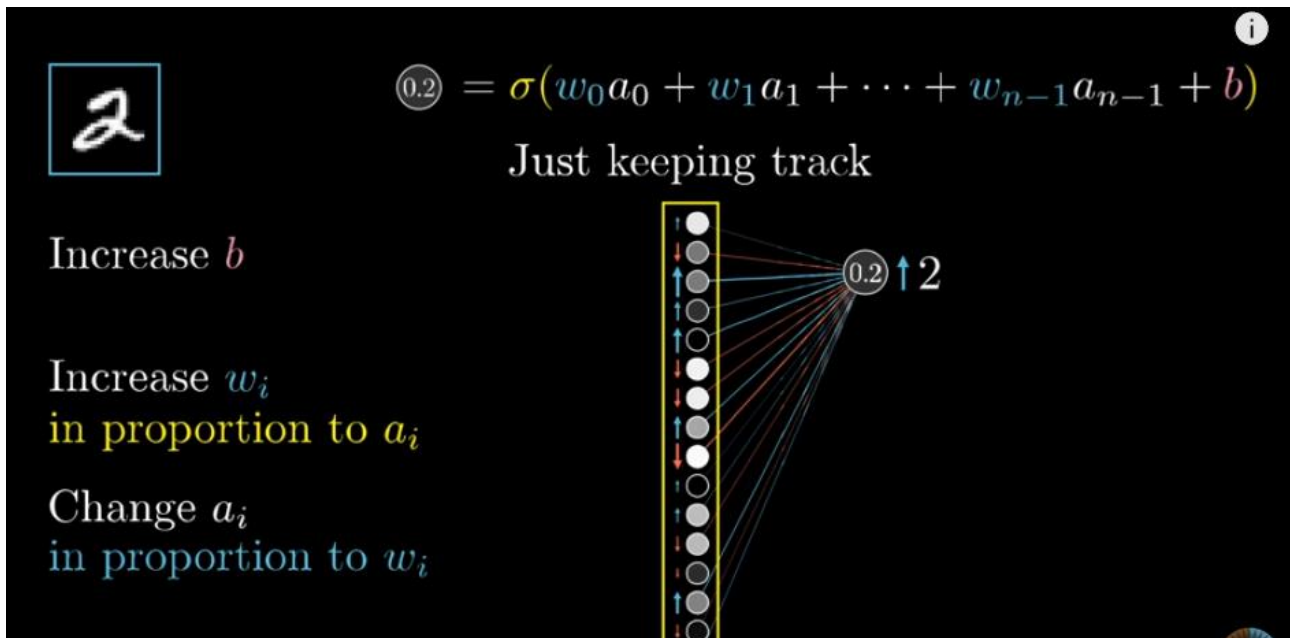 i
0.2 = σ(w₀a₀ + w₁a₁ + ⋯ + wₙ₋₁aₙ₋₁ + b)
2
Just keeping track
Increase b
0.2 ↑ 2
Increase wᵢ
in proportion to aᵢ
Change aᵢ
in proportion to wᵢ